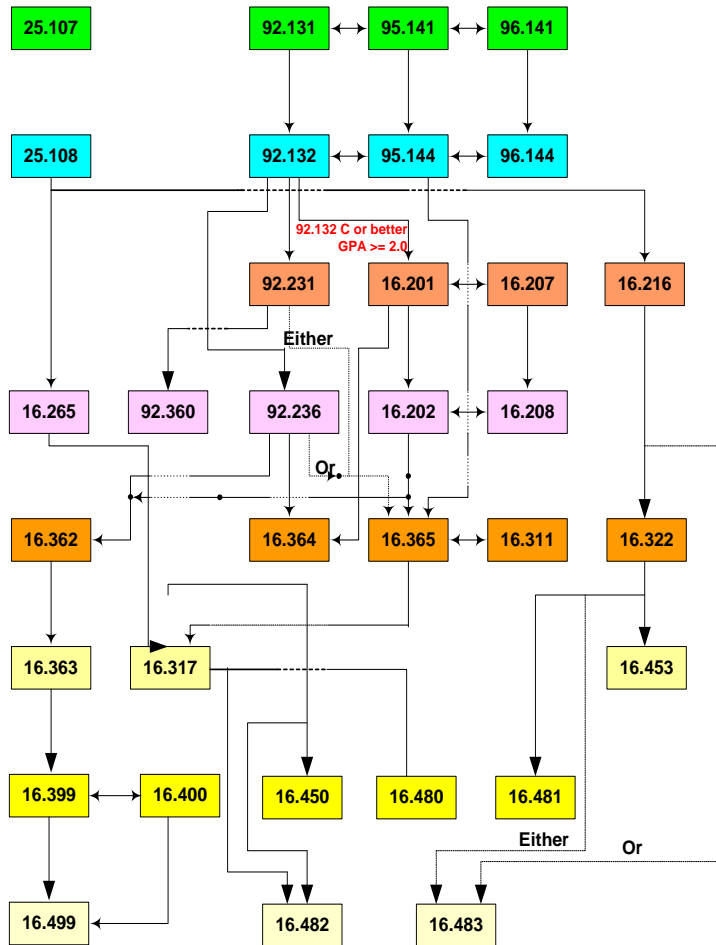 25.107 92.131 95.141 96.141
25.108 92.132 95.144 96.144
92.132 C or better
GPA >= 2.0
92.231 16.201 16.207 16.216
Either
16.265 92.360 92.236 16.202 16.208
Or
16.362 16.364 16.365 16.311 16.322
16.363 16.317 16.453
16.399 16.400 16.450 16.480 16.481
Either Or
16.499 16.482 16.483